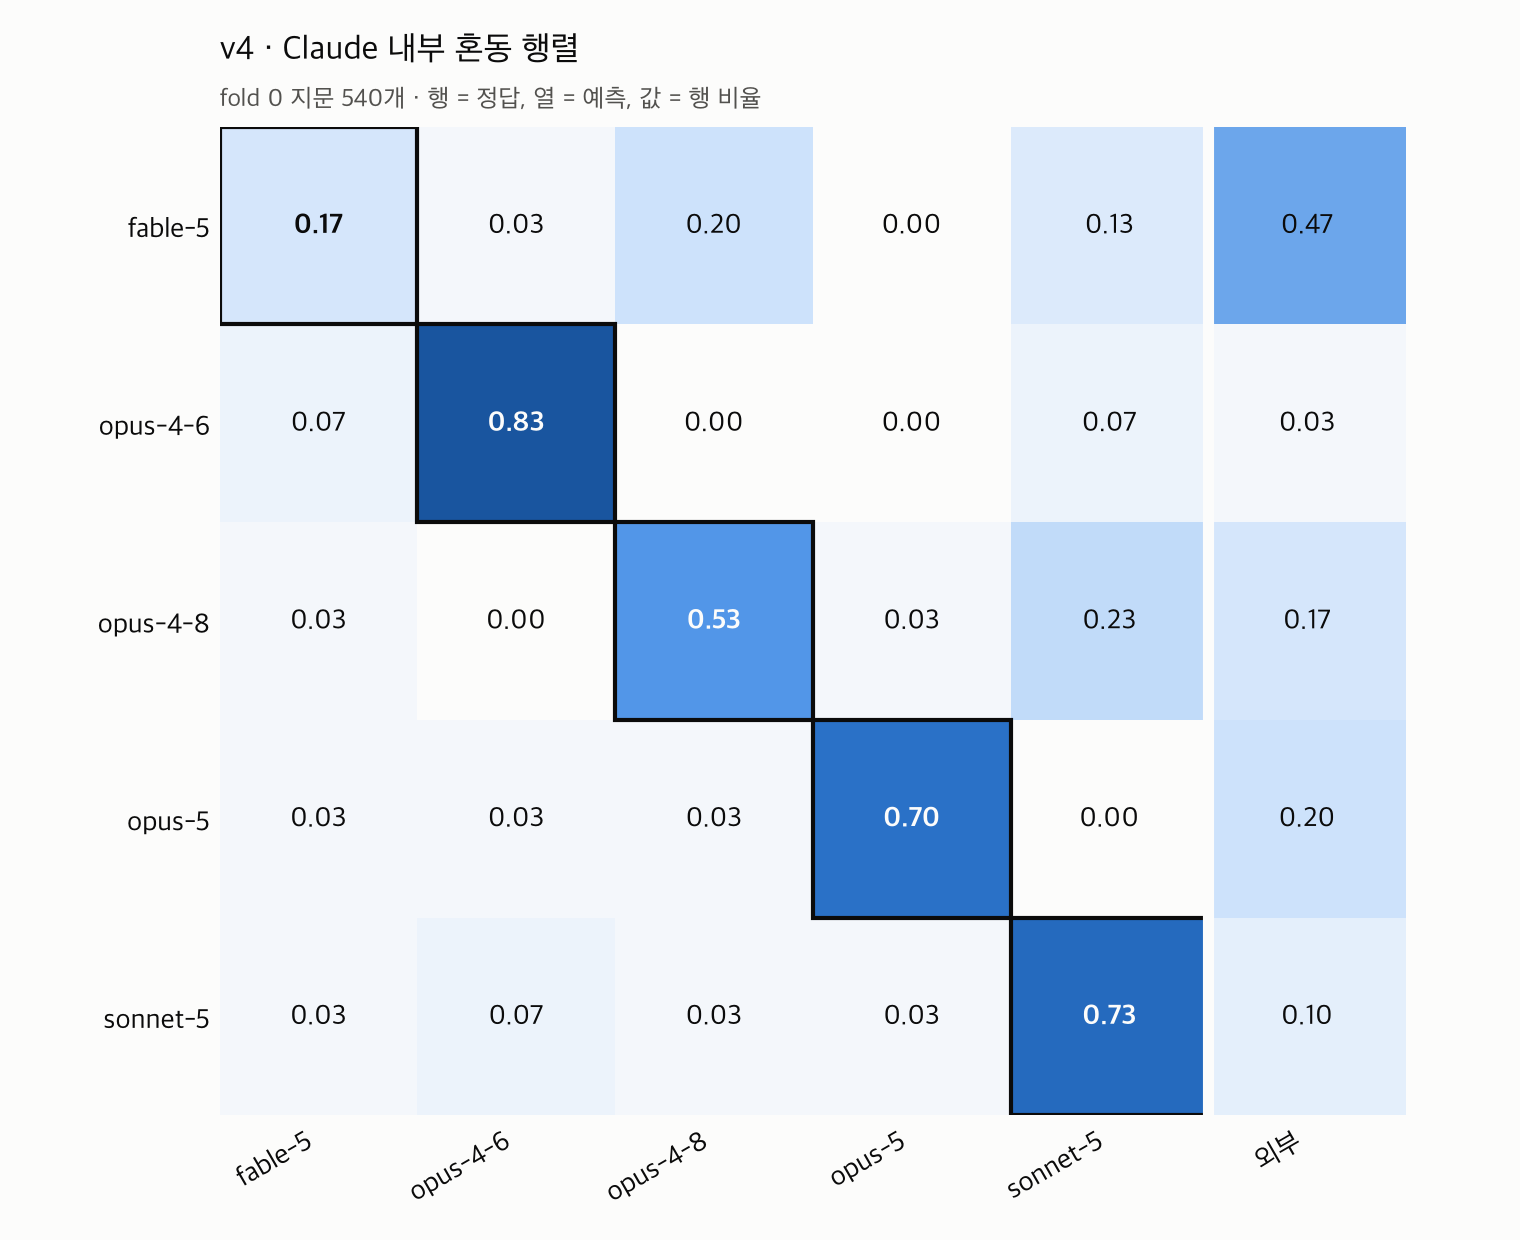 v4 · Claude 내부 혼동 행렬
fold 0 지문 540개 · 행 = 정답, 열 = 예측, 값 = 행 비율
fable-5 0.17 0.03 0.20 0.00 0.13 0.47
opus-4-6 0.07 0.83 0.00 0.00 0.07 0.03
opus-4-8 0.03 0.00 0.53 0.03 0.23 0.17
opus-5 0.03 0.03 0.03 0.70 0.00 0.20
sonnet-5 0.03 0.07 0.03 0.03 0.73 0.10
fable-5 opus-4-6 opus-4-8 opus-5 sonnet-5 외부